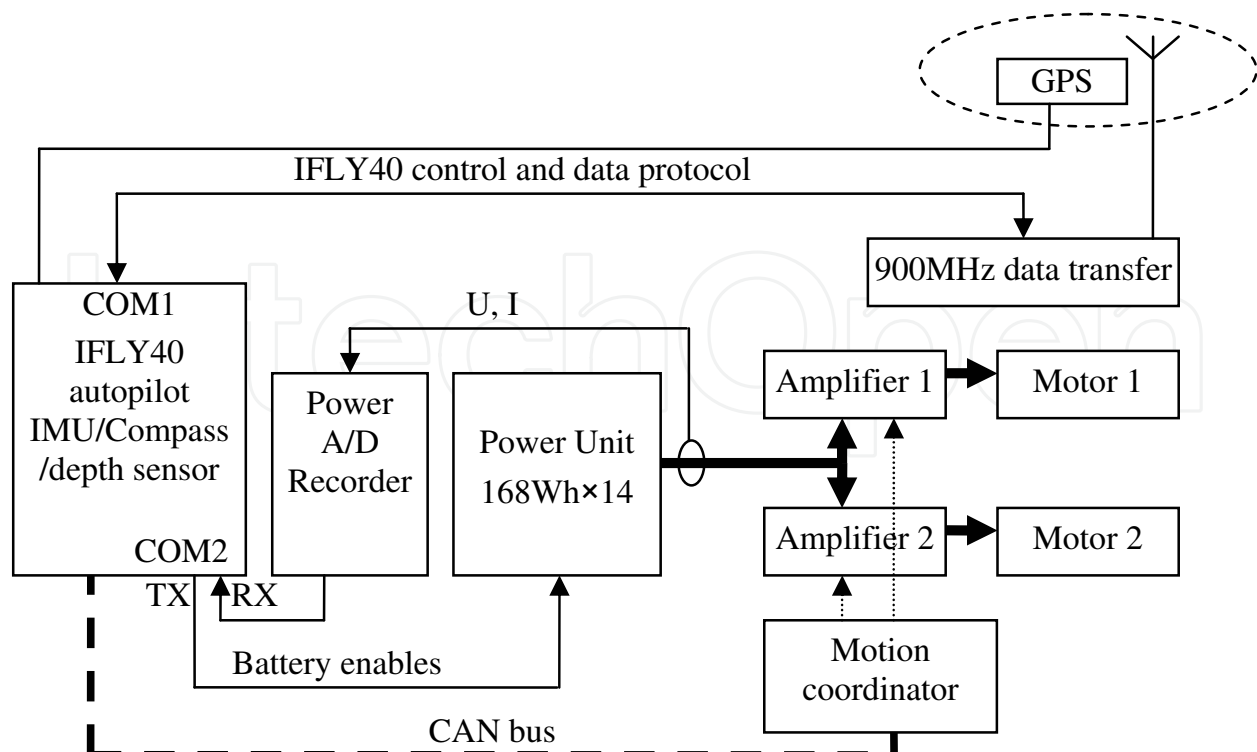 GPS
IFLY40 control and data protocol
900MHz data transfer
COM1
IFLY40
autopilot
IMU/Compass
/depth sensor
COM2
TX
RX
U, I
Power
A/D
Recorder
Power Unit
168Wh×14
Amplifier 1
Motor 1
Amplifier 2
Motor 2
Battery enables
Motion
coordinator
CAN bus
IntechOpen